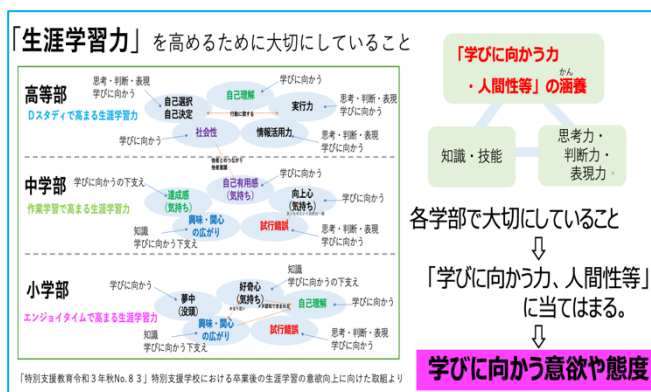 「生涯学習力」を高めるために大切にしていること
高等部
Dスタディで高まる生涯学習力
思考・判断・表現
学びに向かう
自己選択
自己決定
自己理解
学びに向かう
実行力
思考・判断・表現
学びに向かう
行動に関する
学びに向かう
社会性
情報活用力
思考・判断・表現
中学部
作業学習で高まる生涯学習力
学びに向かうの下支え
達成感
(気持ち)
自己有用感
(気持ち)
学びに向かう
向上心
(気持ち)
学びに向かう
興味・関心
の広がり
知識
学びに向かう下支え
試行錯誤
思考・判断・表現
学びに向かう
小学部
エンジョイタイムで高まる生涯学習力
学びに向かう
夢中
(没頭)
好奇心
(気持ち)
知識
学びに向かうの下支え
自己理解
学びに向かう
興味・関心
の広がり
知識
学びに向かう下支え
試行錯誤
思考・判断・表現
学びに向かう
「特別支援教育令和3年秋No.83」特別支援学校における卒業後の生涯学習の意欲向上に向けた取組より
「学びに向かう力
・人間性等」の涵養
かん
知識・技能
思考力・
判断力・
表現力・
各学部で大切にしていること
⇩
「学びに向かう力、人間性等」
に当てはまる。
⇩
学びに向かう意欲や態度